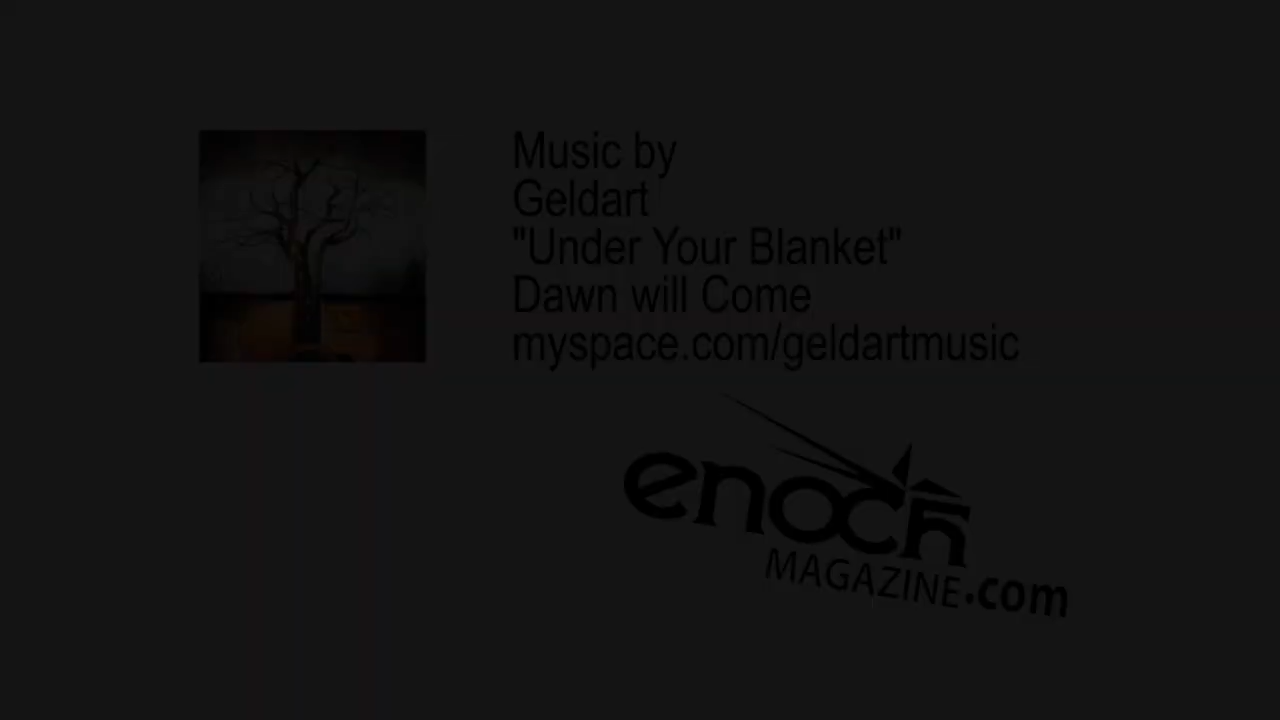 Music by
Geldart
"Under Your Blanket"
Dawn will Come
myspace.com/geldartmusic
enoch
MAGAZINE.com